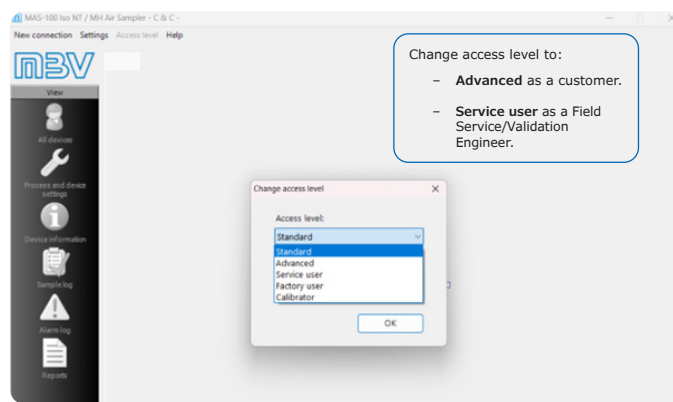 MAS-100 Iso NT / MH Air Sampler - C & C -
New connection Settings Access level Help
MBV
View
All devices
Process and device
settings
Device information
Sample log
Alarm log
Reports
Change access level to:
– Advanced as a customer.
– Service user as a Field
Service/Validation
Engineer.
Change access level
Access level:
Standard
Standard
Advanced
Service user
Factory user
Calibrator
OK